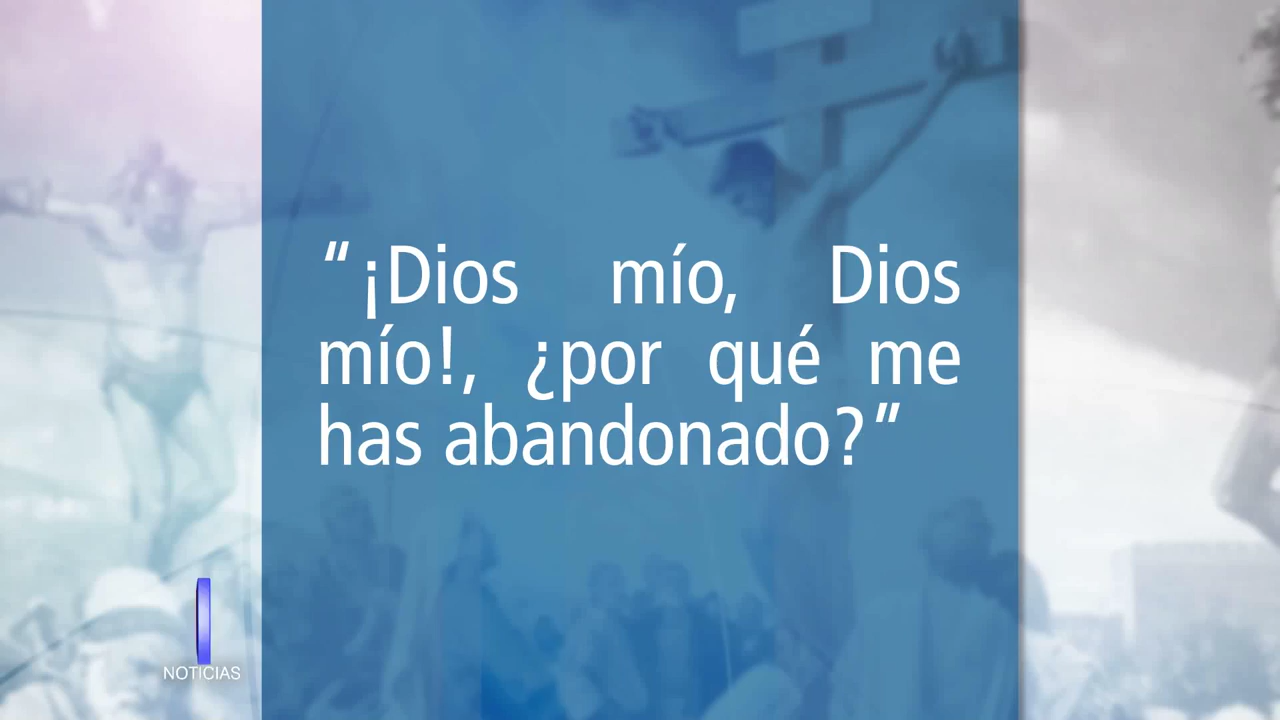 “¡Dios mío, Dios
mío!, ¿por qué me
has abandonado?”
NOTICIAS